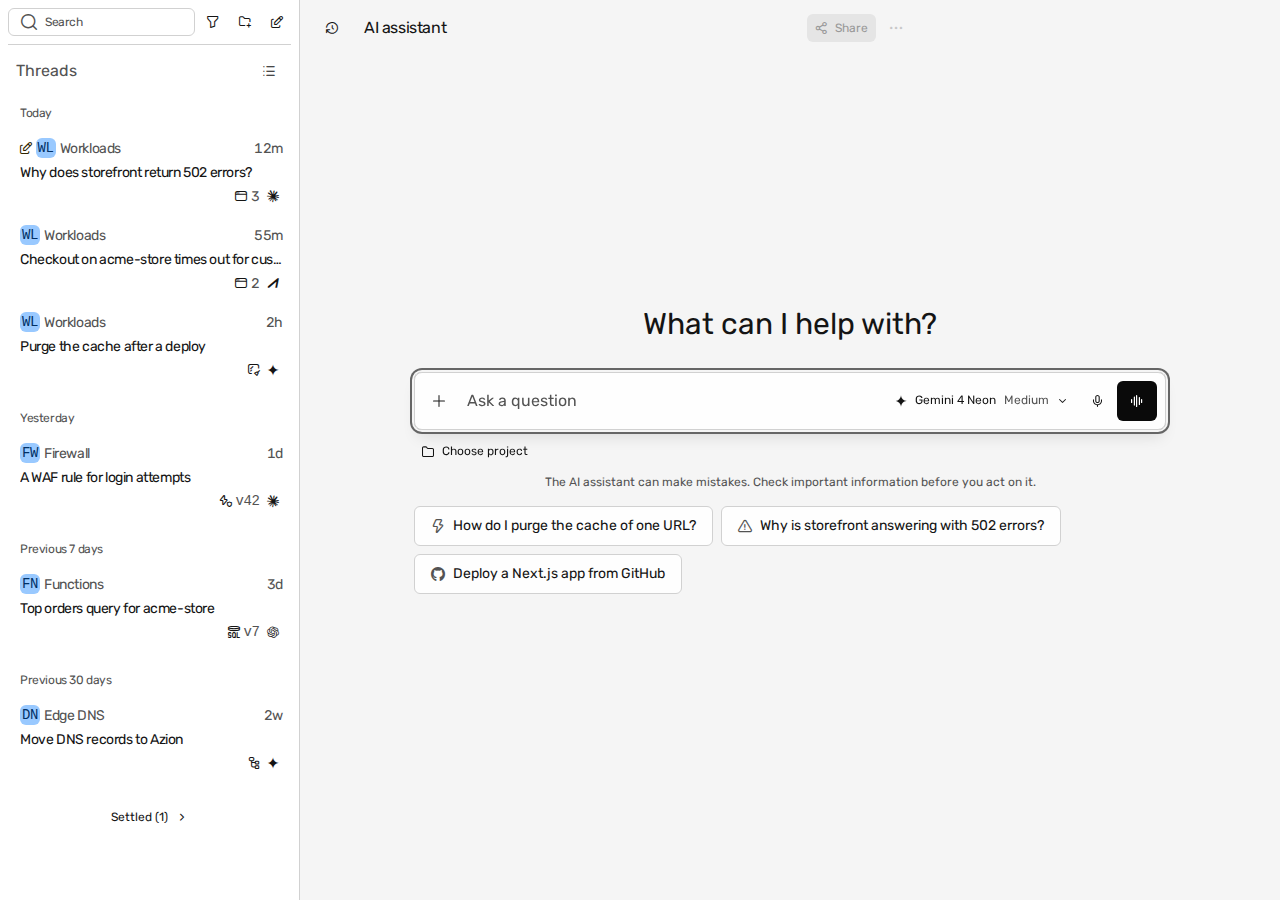 Search
AI assistant
Share
Threads
Today
WL Workloads 12m
Why does storefront return 502 errors?
3
WL Workloads 55m
Checkout on acme-store times out for cus…
2
WL Workloads 2h
Purge the cache after a deploy
Yesterday
FW Firewall 1d
A WAF rule for login attempts
v42
Previous 7 days
FN Functions 3d
Top orders query for acme-store
v7
Previous 30 days
DN Edge DNS 2w
Move DNS records to Azion
Settled (1)
What can I help with?
Ask a question
Gemini 4 Neon Medium
Choose project
The AI assistant can make mistakes. Check important information before you act on it.
How do I purge the cache of one URL?
Why is storefront answering with 502 errors?
Deploy a Next.js app from GitHub